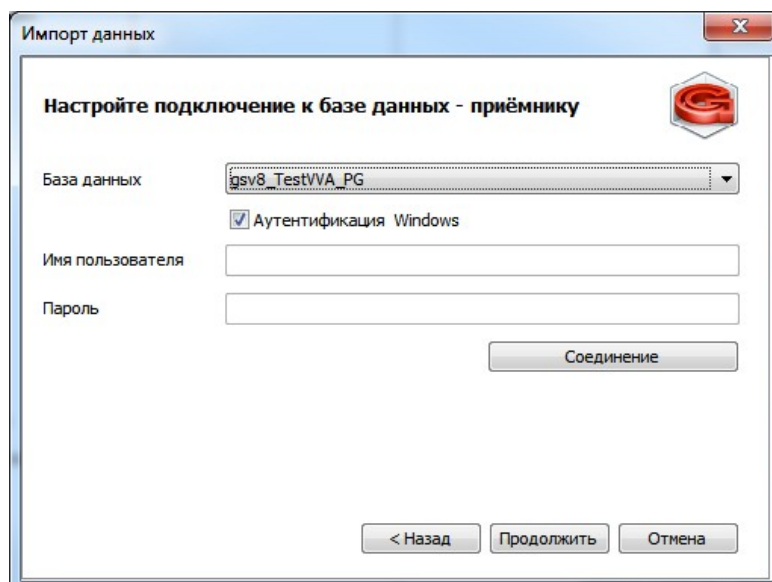 Импорт данных
Настройте подключение к базе данных - приёмнику
База данных
gsv8_TestVVA_PG
Аутентификация Windows
Имя пользователя
Пароль
Соединение
< Назад
Продолжить
Отмена